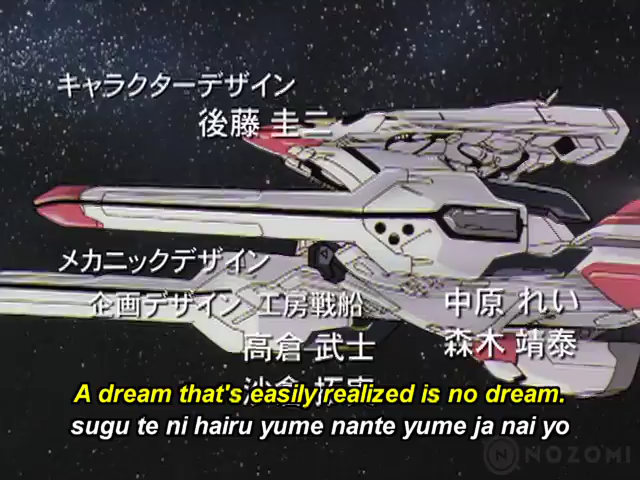 キャラクターデザイン
後藤 圭二
メカニックデザイン
企画デザイン 工房戦船
中原 れい
高倉 武士
森木 靖泰
A dream that's easily realized is no dream.
sugu te ni hairu yume nante yume ja nai yo
NOZOMI